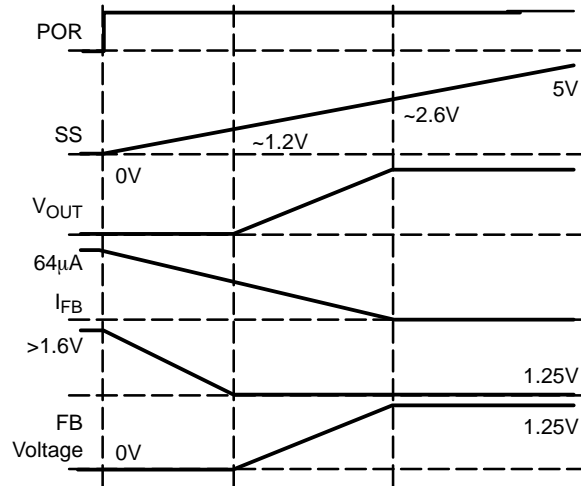 POR
5V
~2.6V
SS
~1.2V
0V
VOUT
64μA
IFB
>1.6V
1.25V
FB
1.25V
Voltage
0V